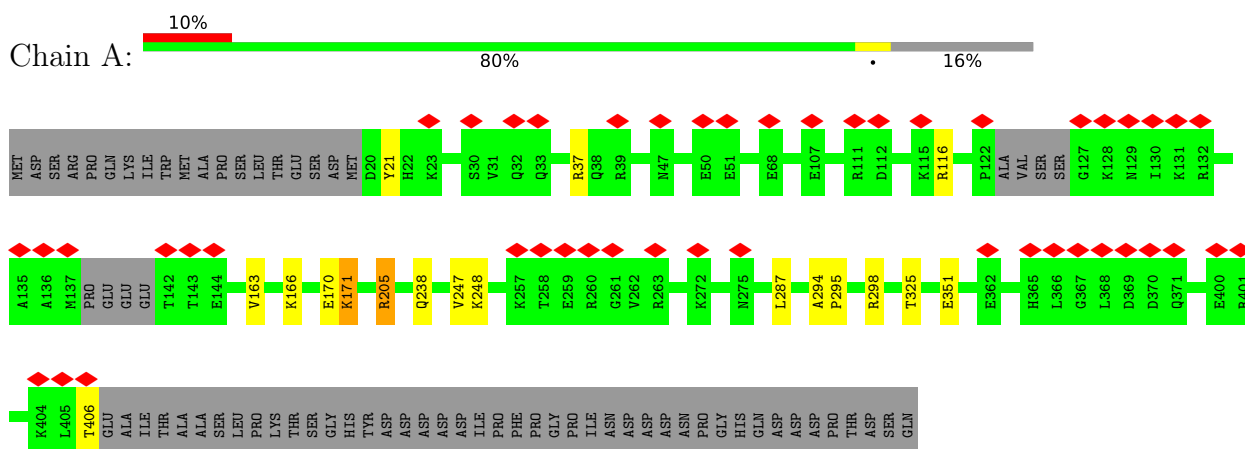 10%
Chain A:
80% • 16%
MET ASP SER ARG PRO GLN LYS ILE TRP MET ALA PRO SER LEU THR GLU SER ASP MET D20 Y21 H22 K23 S30 V31 Q32 Q33 R37 Q38 R39 N47 E50 E51 E68 E107 R111 D112 K115 R116 P122 ALA VAL SER SER G127 K128 N129 I130 K131 R132
A135 A136 M137 PRO GLU GLU GLU T142 T143 E144 V163 K166 E170 K171 R205 Q238 V247 K248 K257 T258 E259 R260 G261 V262 R263 K272 N275 L287 A294 P295 R298 T325 E351 E362 H365 L366 G367 L368 D369 D370 Q371 E400 R401
K404 L405 T406 GLU ALA ILE THR ALA ALA SER LEU PRO LYS THR SER GLY HIS TYR ASP ASP ASP ASP ASP ILE PRO PHE PRO GLY PRO ILE ASN ASP ASP ASP ASP ASN PRO GLY HIS GLN ASP ASP ASP PRO THR ASP SER GLN